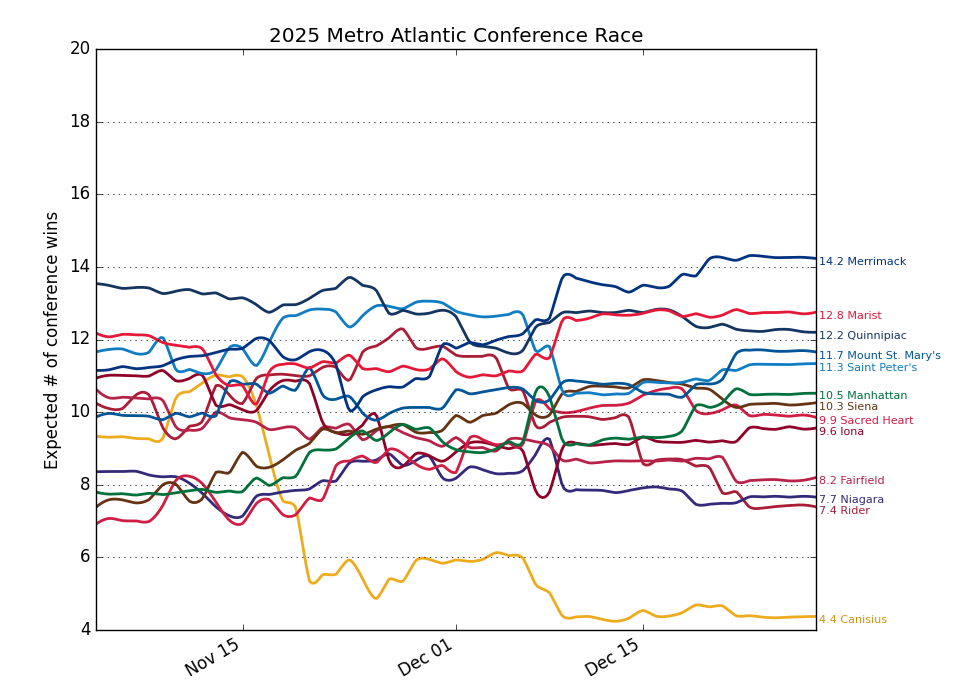 2025 Metro Atlantic Conference Race
Expected # of conference wins
20
18
16
14
12
10
8
6
4
Nov 15
Dec 01
Dec 15
14.2 Merrimack
12.8 Marist
12.2 Quinnipiac
11.7 Mount St. Mary's
11.3 Saint Peter's
10.5 Manhattan
10.3 Siena
9.9 Sacred Heart
9.6 Iona
8.2 Fairfield
7.7 Niagara
7.4 Rider
4.4 Canisius